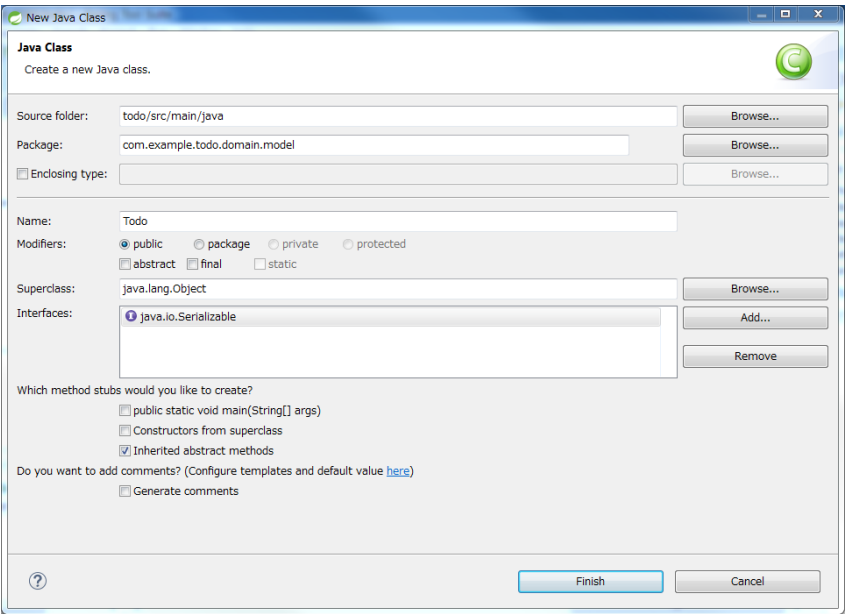 New Java Class
Java Class
Create a new Java class.
Source folder: todo/src/main/java Browse...
Package: com.example.todo.domain.model Browse...
Enclosing type: Browse...
Name: Todo
Modifiers: public package private protected
abstract final static
Superclass: java.lang.Object Browse...
Interfaces: java.io.Serializable Add...
Remove
Which method stubs would you like to create?
public static void main(String[] args)
Constructors from superclass
Inherited abstract methods
Do you want to add comments? (Configure templates and default value here)
Generate comments
? Finish Cancel